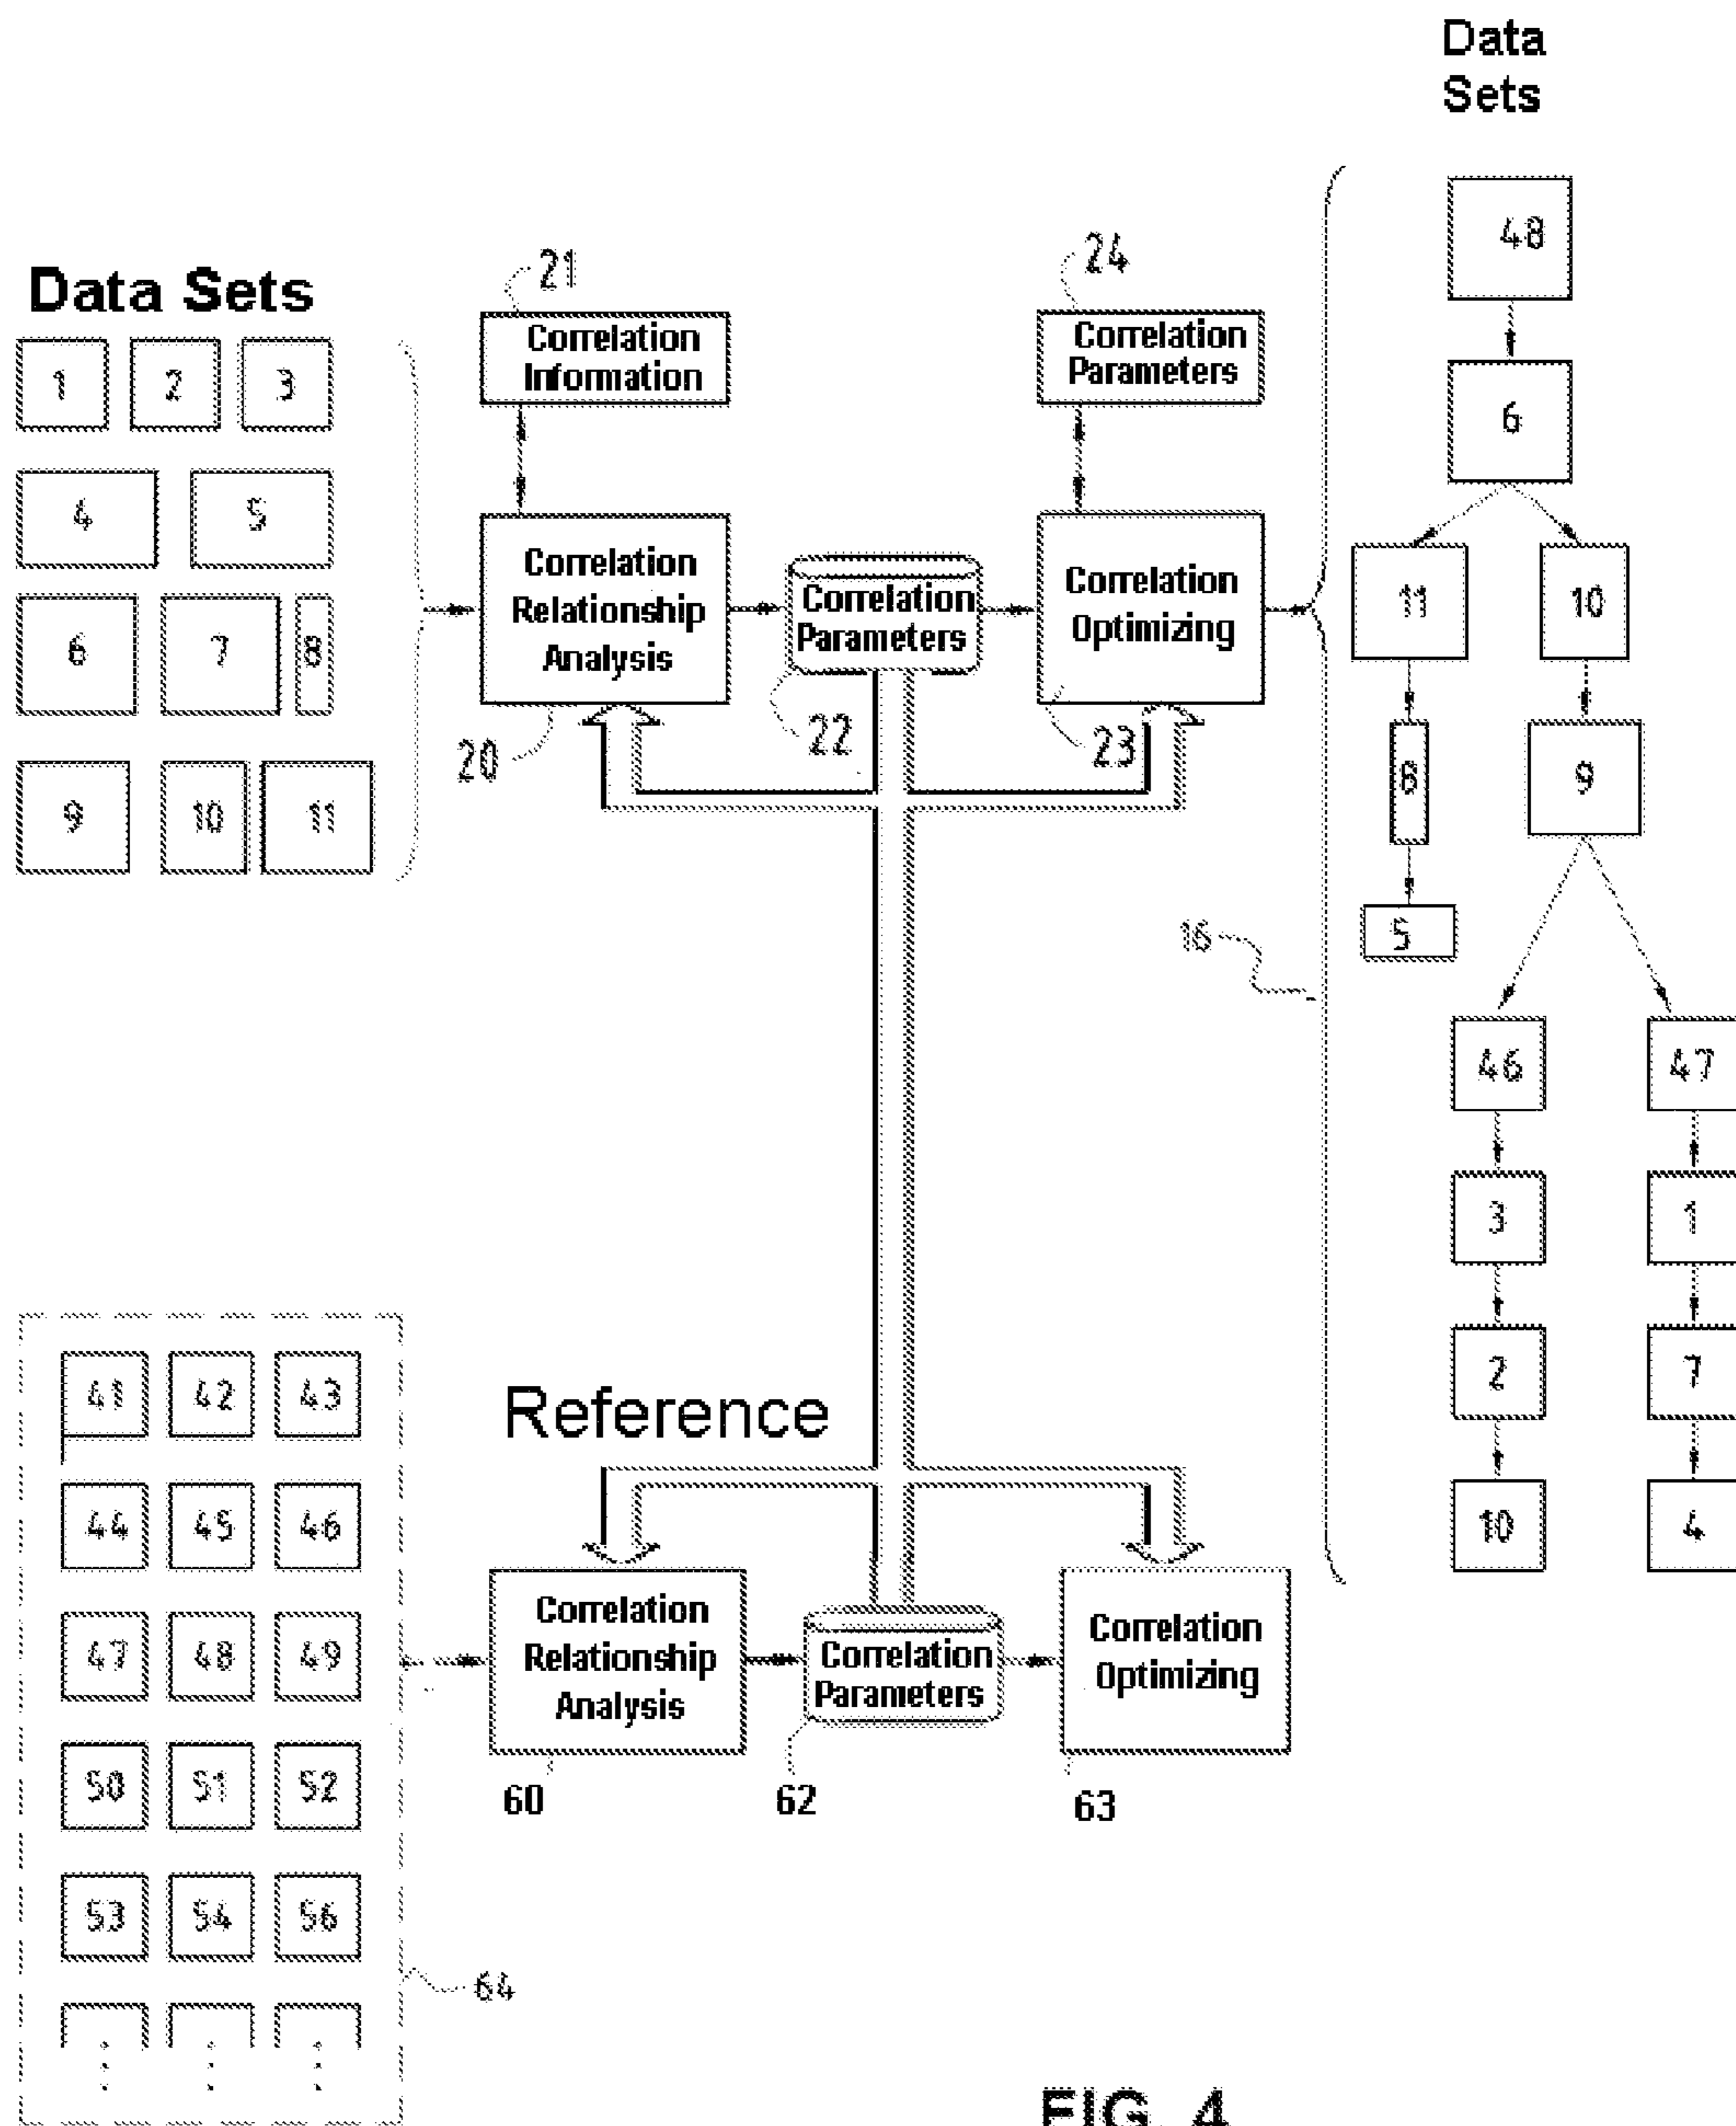 Data
Sets
Data Sets
1 2 3
4 5
6 7 8
9 10 11
21
Correlation
Information
24
Correlation
Parameters
Correlation
Relationship
Analysis
20
Correlation
Parameters
22
Correlation
Optimizing
23
16
48
6
11 10
8 9
5
46 47
3 1
2 7
10 4
Reference
41 42 43
44 45 46
47 48 49
50 51 52
53 54 56
64
Correlation
Relationship
Analysis
60
Correlation
Parameters
62
Correlation
Optimizing
63
FIG. 4